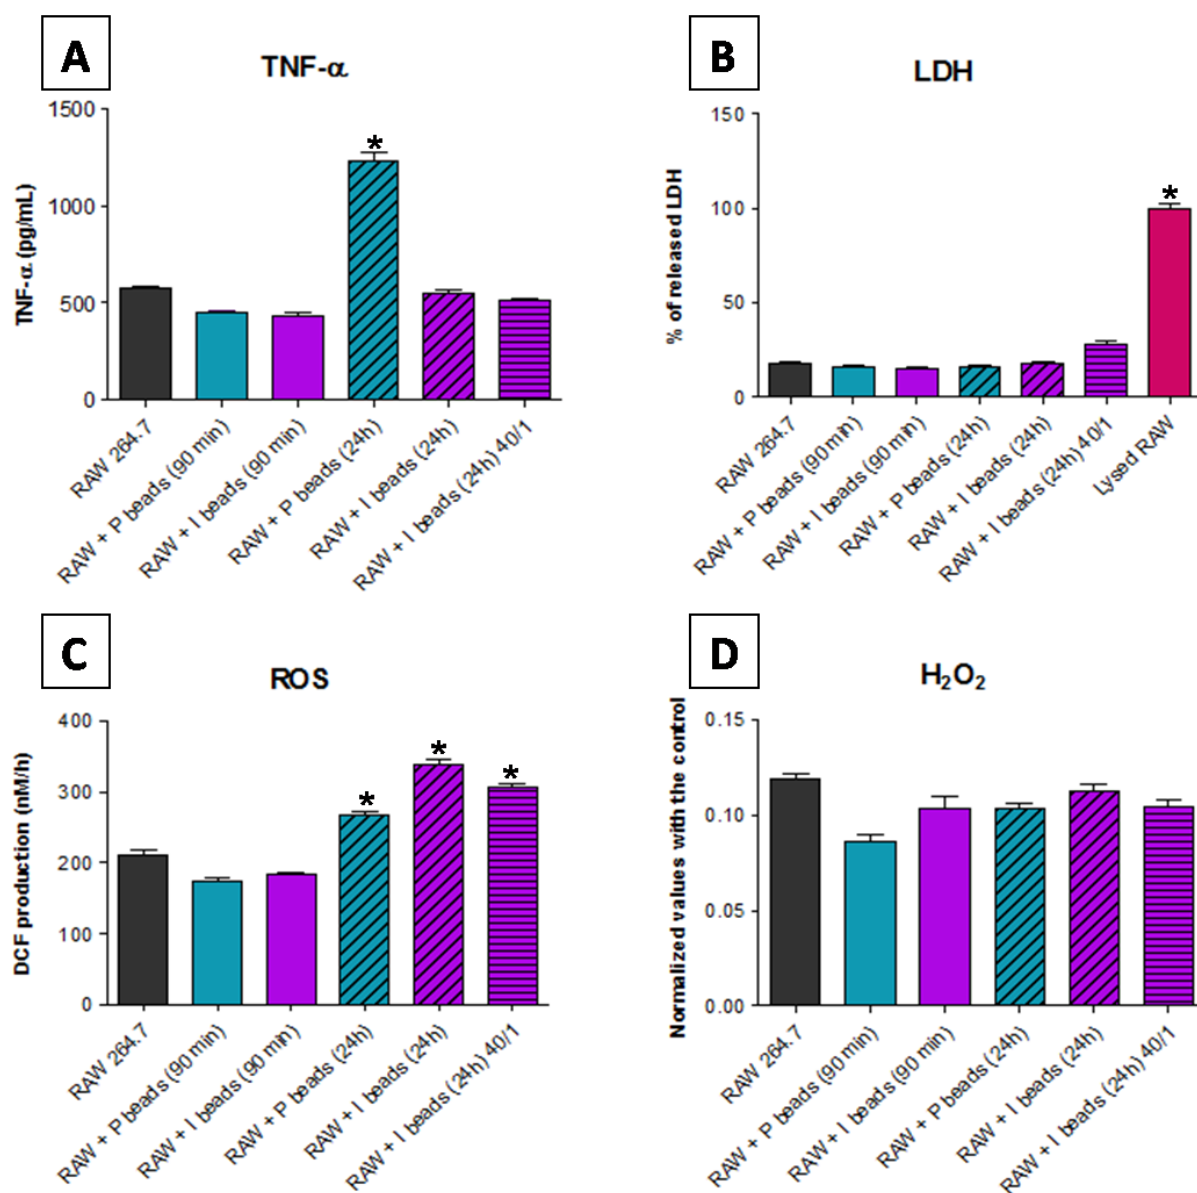 A
TNF-α
1500
1000
500
0
TNF-α (pg/mL)
*
RAW 264.7
RAW + P beads (90 min)
RAW + I beads (90 min)
RAW + P beads (24h)
RAW + I beads (24h)
RAW + I beads (24h) 40/1
B
LDH
150
100
50
0
% of released LDH
*
RAW 264.7
RAW + P beads (90 min)
RAW + I beads (90 min)
RAW + P beads (24h)
RAW + I beads (24h)
RAW + I beads (24h) 40/1
Lysed RAW
C
ROS
400
300
200
100
0
DCF production (nM/h)
*
*
*
RAW 264.7
RAW + P beads (90 min)
RAW + I beads (90 min)
RAW + P beads (24h)
RAW + I beads (24h)
RAW + I beads (24h) 40/1
D
H₂O₂
0.15
0.10
0.05
0.00
Normalized values with the control
RAW 264.7
RAW + P beads (90 min)
RAW + I beads (90 min)
RAW + P beads (24h)
RAW + I beads (24h)
RAW + I beads (24h) 40/1